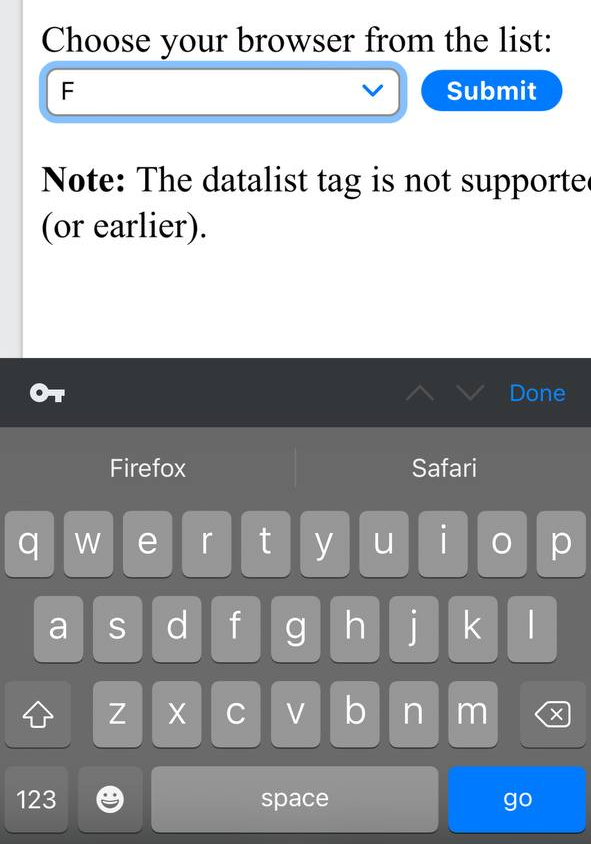 Choose your browser from the list:
F
Submit
Note: The datalist tag is not supported
(or earlier).
Done
Firefox Safari
q w e r t y u i o p
a s d f g h j k l
z x c v b n m
123 space go